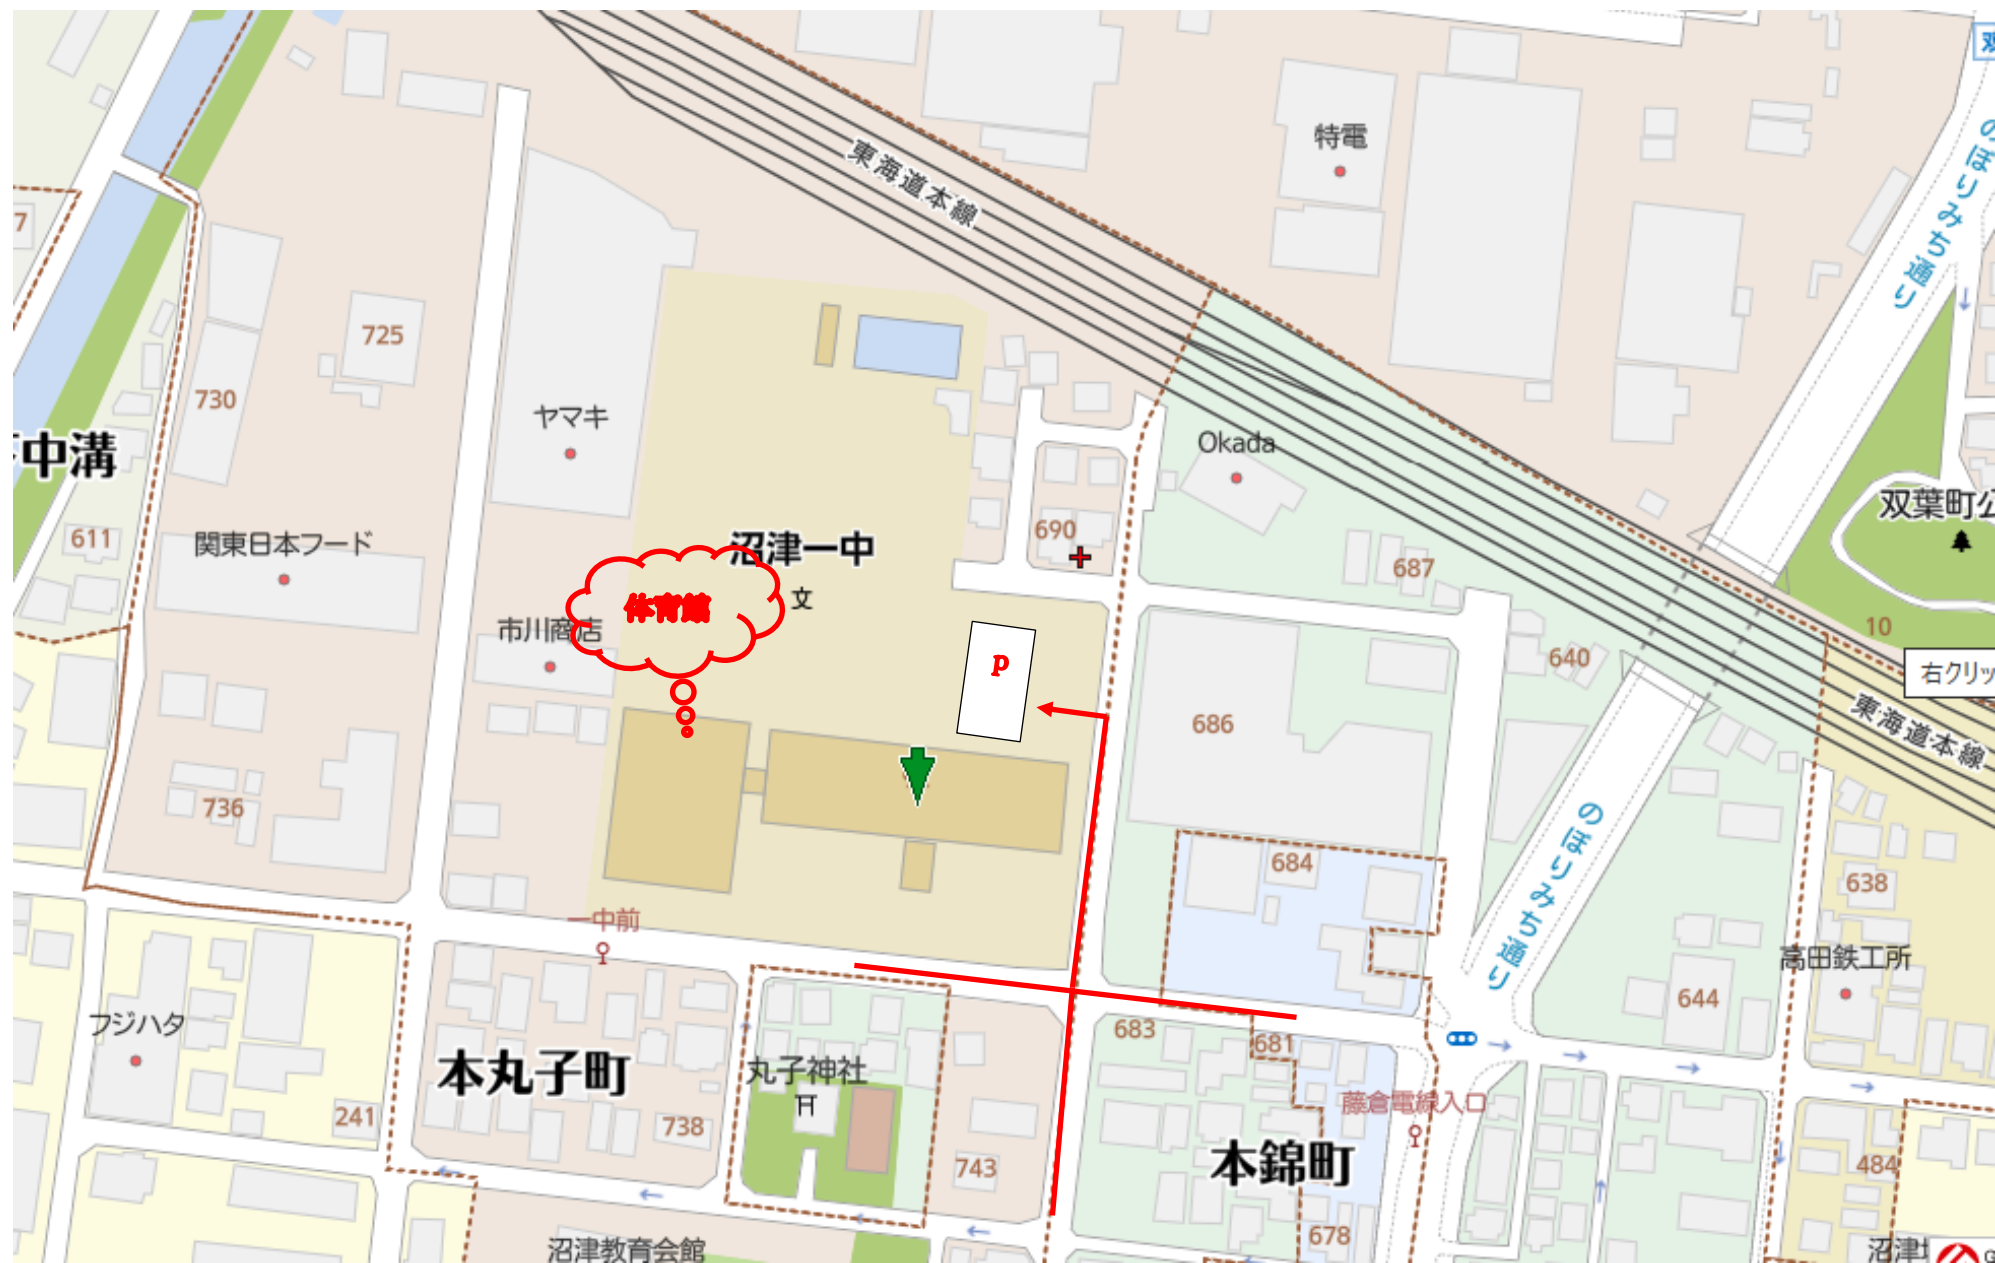 双
のぼりみち通り
特電
東海道本線
7
725
730
ヤマキ
Okada
中溝
611
関東日本フード
沼津一中
文
体育館
690
687
双葉町公
10
市川商店
p
640
右クリッ
686
東海道本線
736
684
のぼりみち通り
638
一中前
高田鉄工所
644
フジハタ
683
681
本丸子町
丸子神社
藤倉電線入口
241
738
743
本錦町
484
678
沼津教育会館
沼津
G